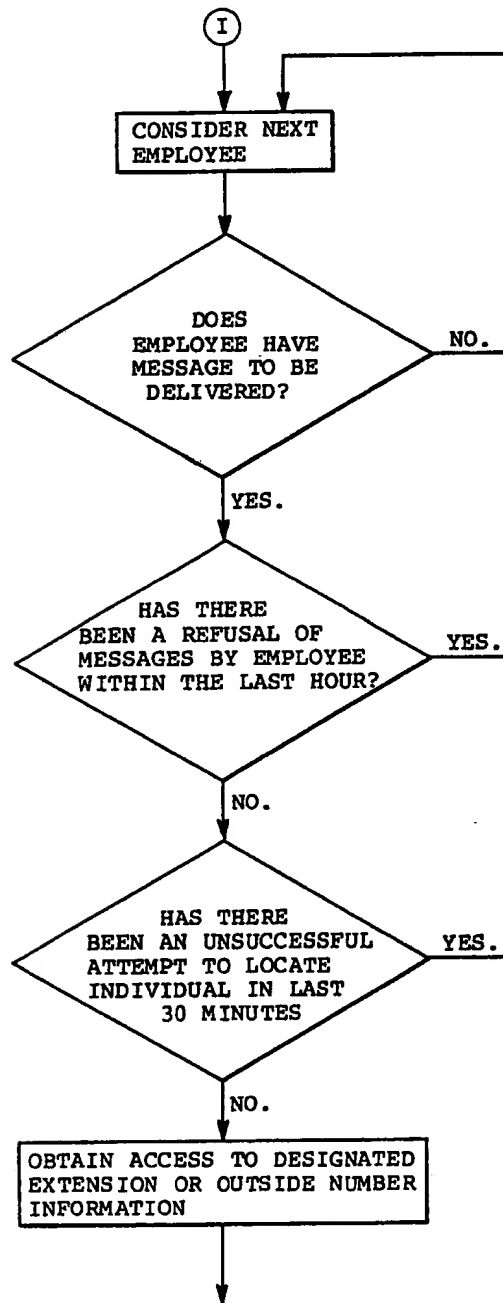 I
CONSIDER NEXT
EMPLOYEE
DOES
EMPLOYEE HAVE
MESSAGE TO BE
DELIVERED?
NO.
YES.
HAS THERE
BEEN A REFUSAL OF
MESSAGES BY EMPLOYEE
WITHIN THE LAST HOUR?
YES.
NO.
HAS THERE
BEEN AN UNSUCCESSFUL
ATTEMPT TO LOCATE
INDIVIDUAL IN LAST
30 MINUTES
YES.
NO.
OBTAIN ACCESS TO DESIGNATED
EXTENSION OR OUTSIDE NUMBER
INFORMATION